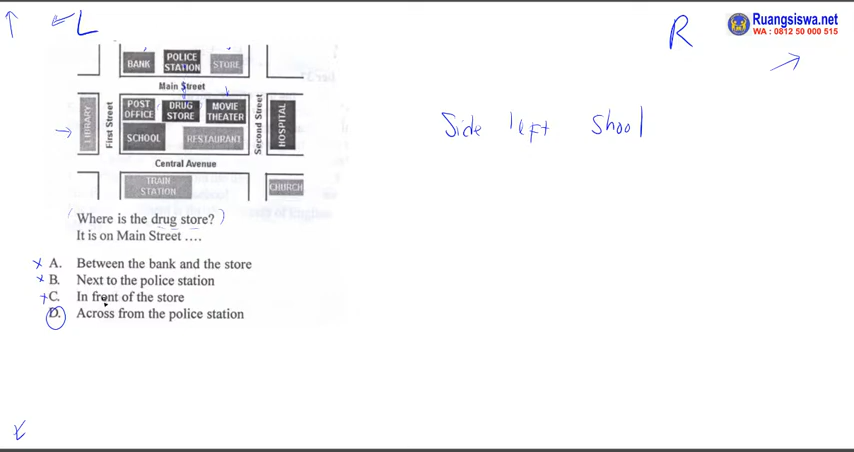 L
R
Ruangsiswa.net
WA : 0812 50 000 515
BANK
POLICE
STATION
STORE
Main Street
LIBRARY
First Street
POST
OFFICE
DRUG
STORE
MOVIE
THEATER
Second Street
HOSPITAL
SCHOOL
RESTAURANT
Central Avenue
TRAIN
STATION
CHURCH
Side left Shool
(Where is the drug store?)
It is on Main Street ....
x A. Between the bank and the store
x B. Next to the police station
x C. In front of the store
D. Across from the police station